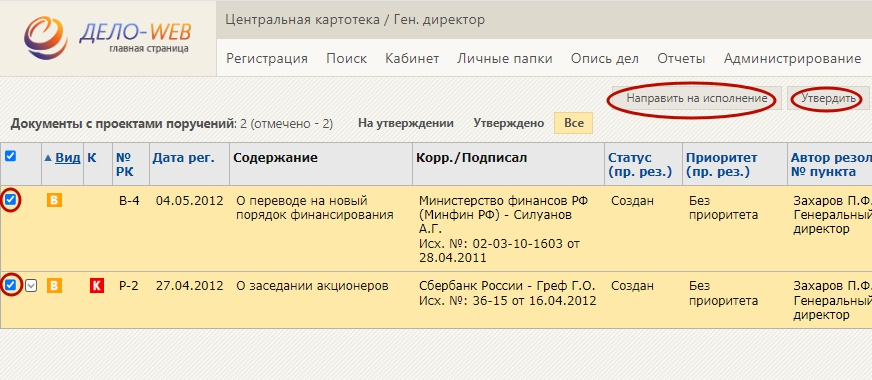 ДЕЛО-WEB
главная страница
Центральная картотека / Ген. директор
Регистрация Поиск Кабинет Личные папки Опись дел Отчеты Администрирование
Направить на исполнение Утвердить
Документы с проектами поручений: 2 (отмечено - 2) На утверждении Утверждено Все
Вид К № РК Дата рег. Содержание Корр./Подписал Статус (пр. рез.) Приоритет (пр. рез.) Автор резол № пункта
В В-4 04.05.2012 О переводе на новый Министерство финансов РФ Создан Без Захаров П.Ф.
порядок финансирования (Минфин РФ) - Силуанов приоритета Генеральный
А.Г. директор
Исх. №: 02-03-10-1603 от
28.04.2011
В К Р-2 27.04.2012 О заседании акционеров Сбербанк России - Греф Г.О. Создан Без Захаров П.Ф.
Исх. №: 36-15 от 16.04.2012 приоритета Генеральный
директор